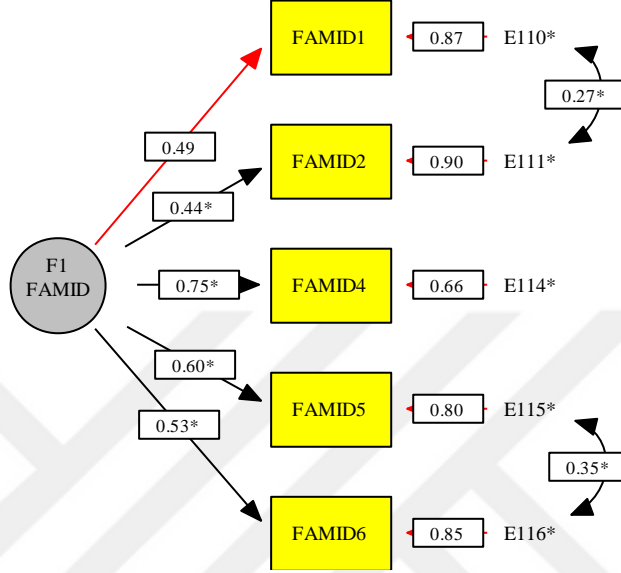 FAMID1
0.87
E110*
0.27*
0.49
FAMID2
0.90
E111*
0.44*
F1
FAMID
0.75*
FAMID4
0.66
E114*
0.60*
FAMID5
0.80
E115*
0.53*
0.35*
FAMID6
0.85
E116*